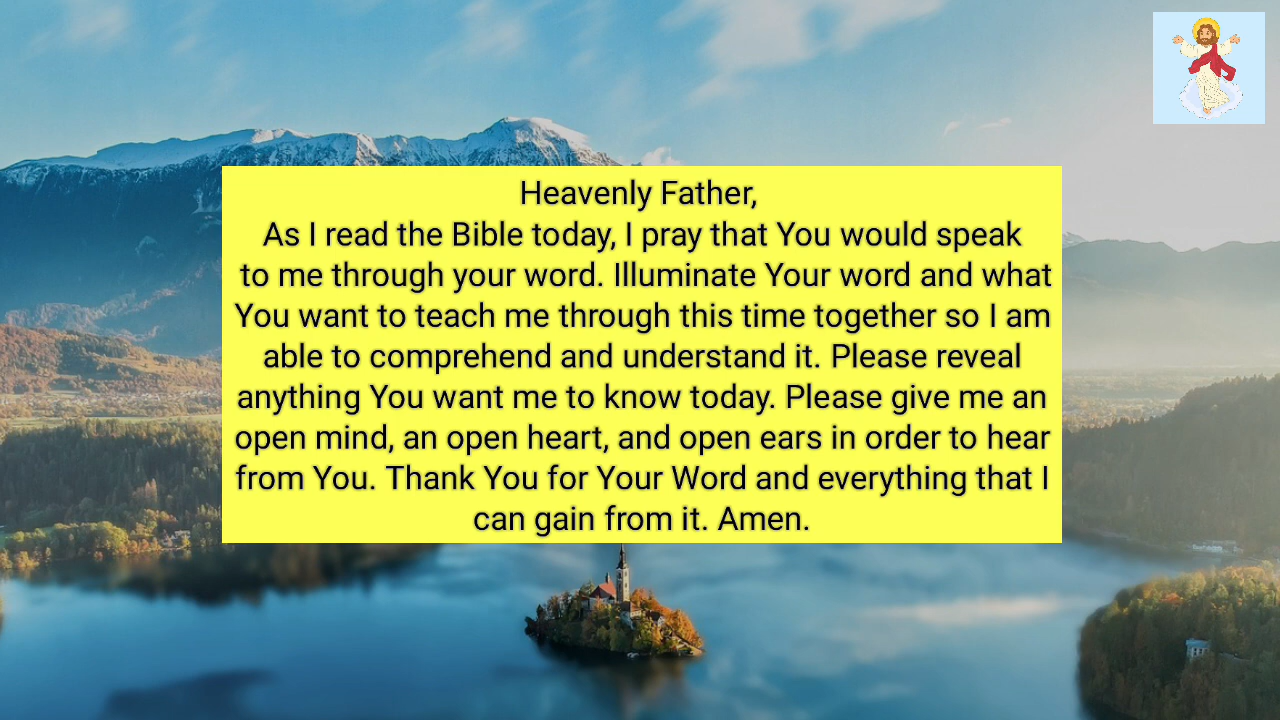 Heavenly Father,
As I read the Bible today, I pray that You would speak
to me through your word. Illuminate Your word and what
You want to teach me through this time together so I am
able to comprehend and understand it. Please reveal
anything You want me to know today. Please give me an
open mind, an open heart, and open ears in order to hear
from You. Thank You for Your Word and everything that I
can gain from it. Amen.